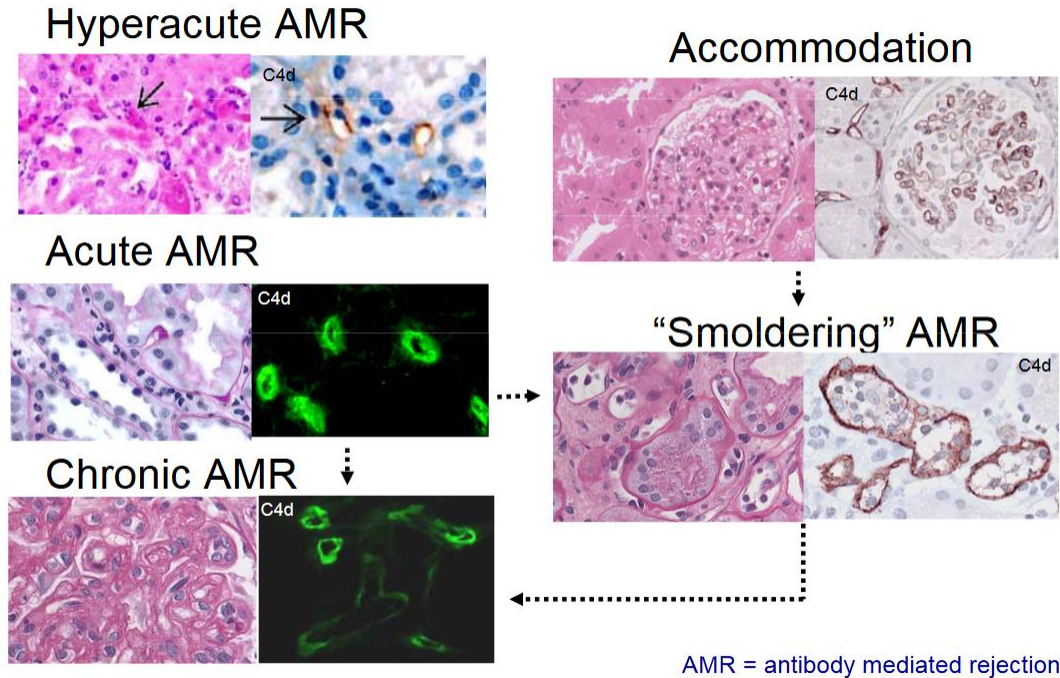 Hyperacute AMR
C4d
Accommodation
C4d
Acute AMR
C4d
“Smoldering” AMR
C4d
Chronic AMR
C4d
AMR = antibody mediated rejection